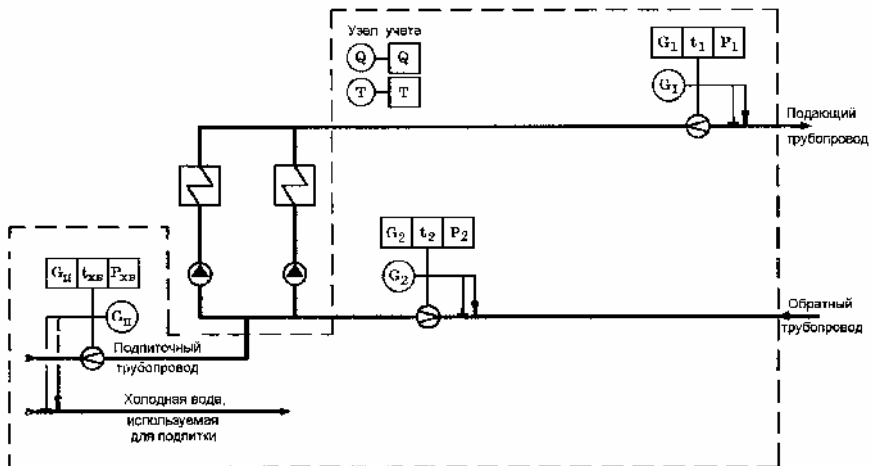 Узел учета
Q Q
T T
G₁ t₁ P₁
G₁
Подающий
трубопровод
G₂ t₂ P₂
G₂
Обратный
трубопровод
Gп tхв Pхв
Gп
Подпиточный
трубопровод
Холодная вода,
используемая
для подпитки